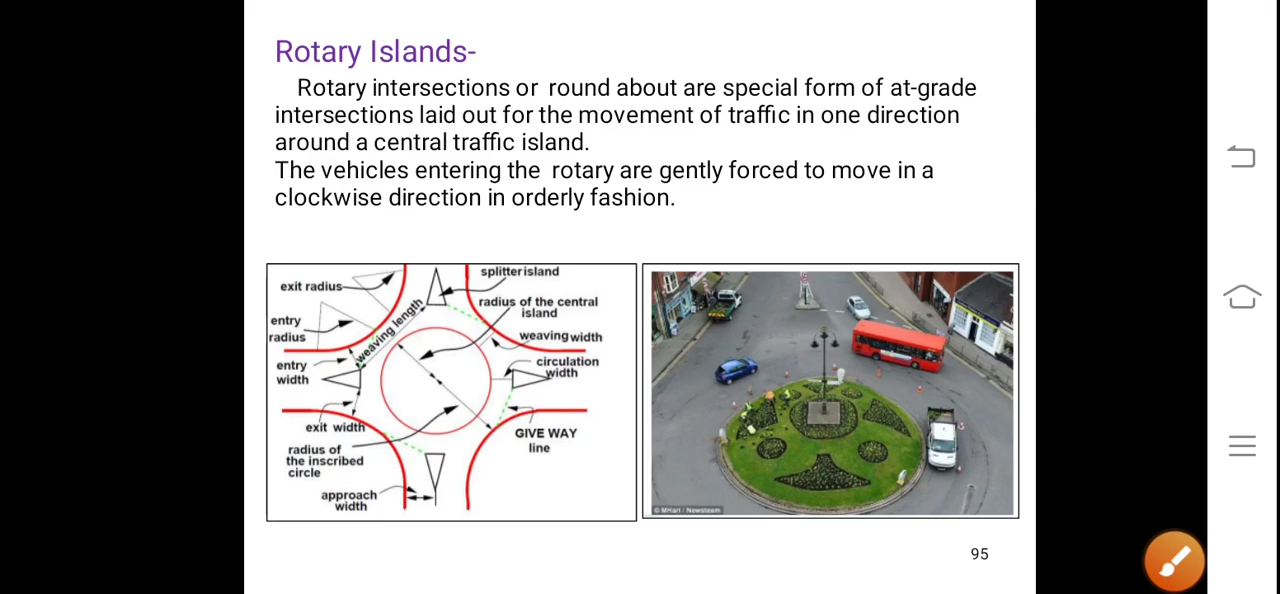 Rotary Islands-
Rotary intersections or round about are special form of at-grade
intersections laid out for the movement of traffic in one direction
around a central traffic island.
The vehicles entering the rotary are gently forced to move in a
clockwise direction in orderly fashion.
exit radius
splitter island
radius of the central
island
entry
radius
weaving length
weaving width
entry
width
circulation
width
exit width
GIVE WAY
line
radius of
the inscribed
circle
approach
width
© MHarl / Newsteam
95